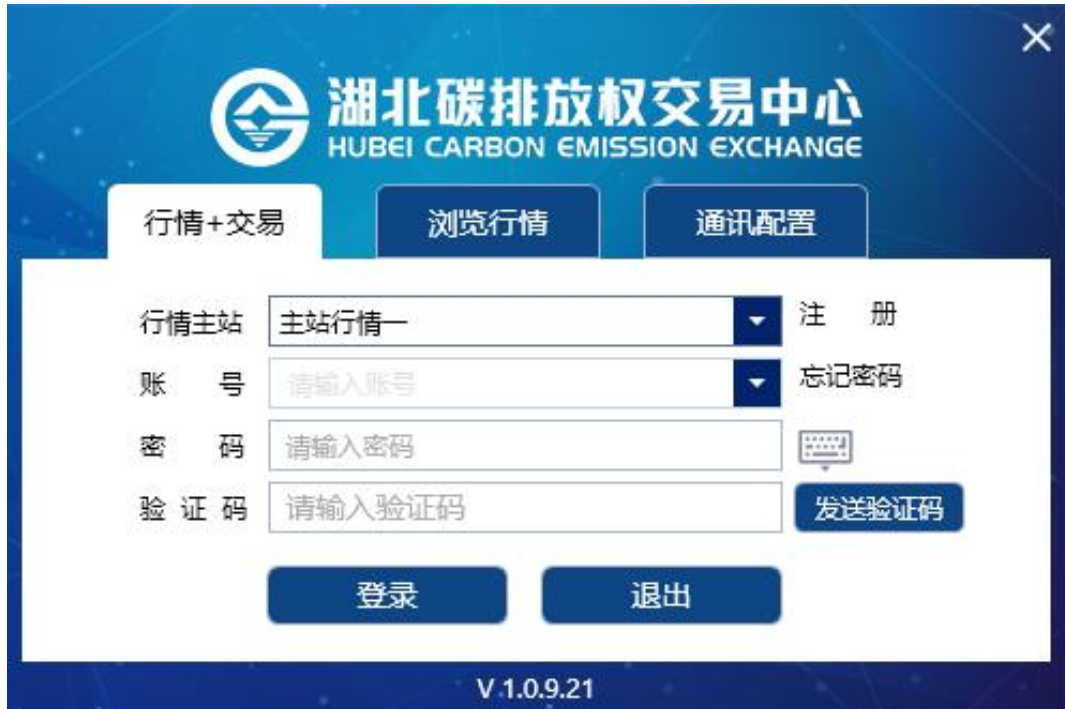 湖北碳排放权交易中心
HUBEI CARBON EMISSION EXCHANGE
行情+交易 浏览行情 通讯配置
行情主站 主站行情一 注 册
账 号 请输入账号 忘记密码
密 码 请输入密码
验 证 码 请输入验证码 发送验证码
登录 退出
V 1.0.9.21